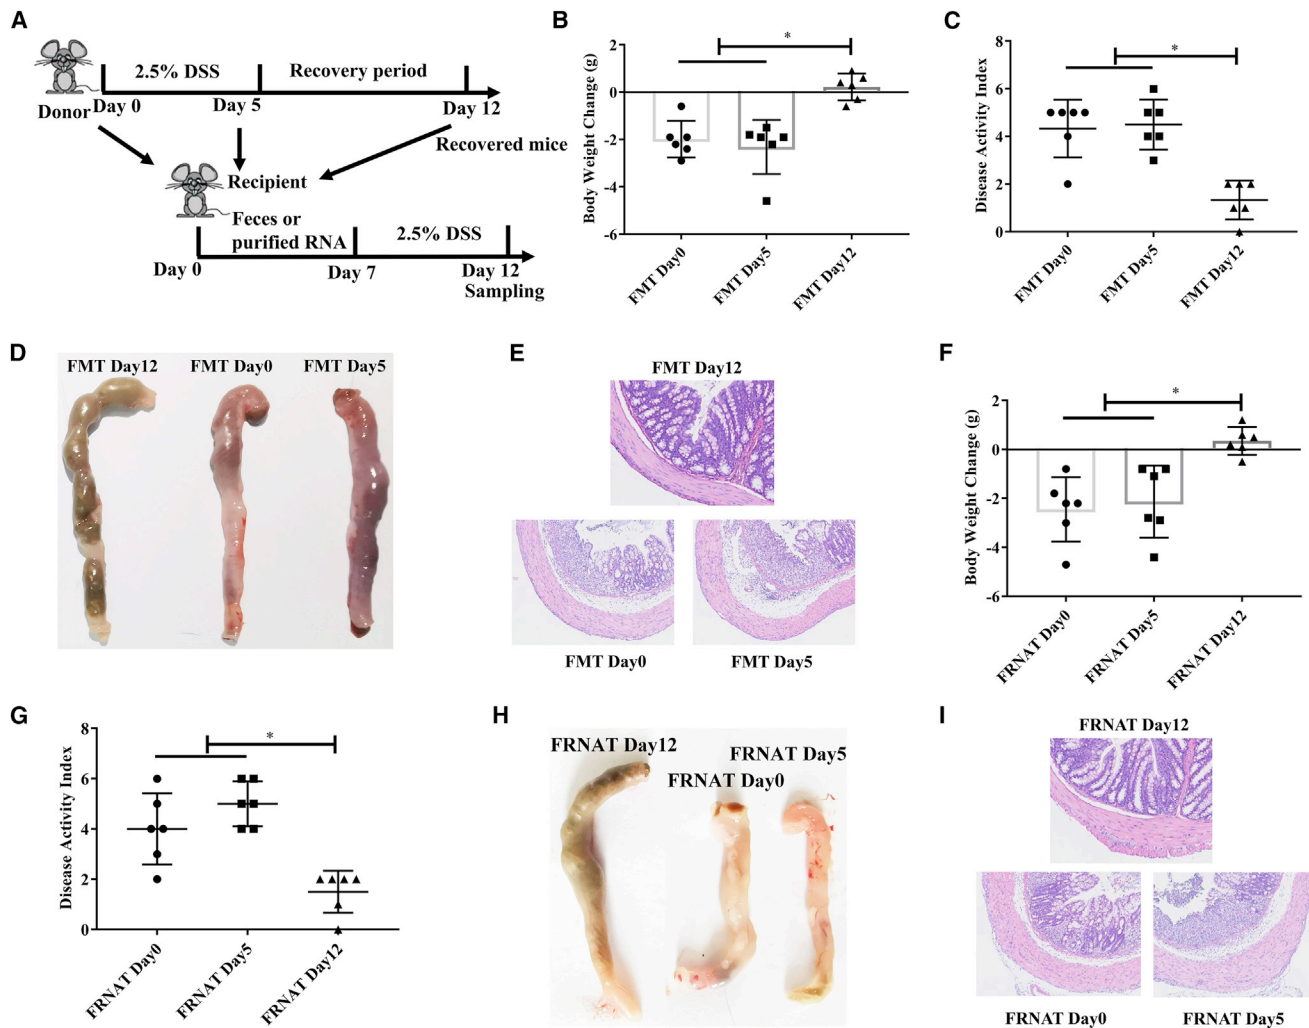 A
2.5% DSS
Recovery period
Donor
Day 0
Day 5
Day 12
Recovered mice
Recipient
Feces or
purified RNA
2.5% DSS
Day 0
Day 7
Day 12
Sampling
B
Body Weight Change (g)
2
0
-2
-4
-6
*
FMT Day0
FMT Day5
FMT Day12
C
Disease Activity Index
8
6
4
2
0
*
FMT Day0
FMT Day5
FMT Day12
D
FMT Day12
FMT Day0
FMT Day5
E
FMT Day12
FMT Day0
FMT Day5
F
Body Weight Change (g)
2
0
-2
-4
-6
*
FRNAT Day0
FRNAT Day5
FRNAT Day12
G
Disease Activity Index
8
6
4
2
0
*
FRNAT Day0
FRNAT Day5
FRNAT Day12
H
FRNAT Day12
FRNAT Day0
FRNAT Day5
I
FRNAT Day12
FRNAT Day0
FRNAT Day5